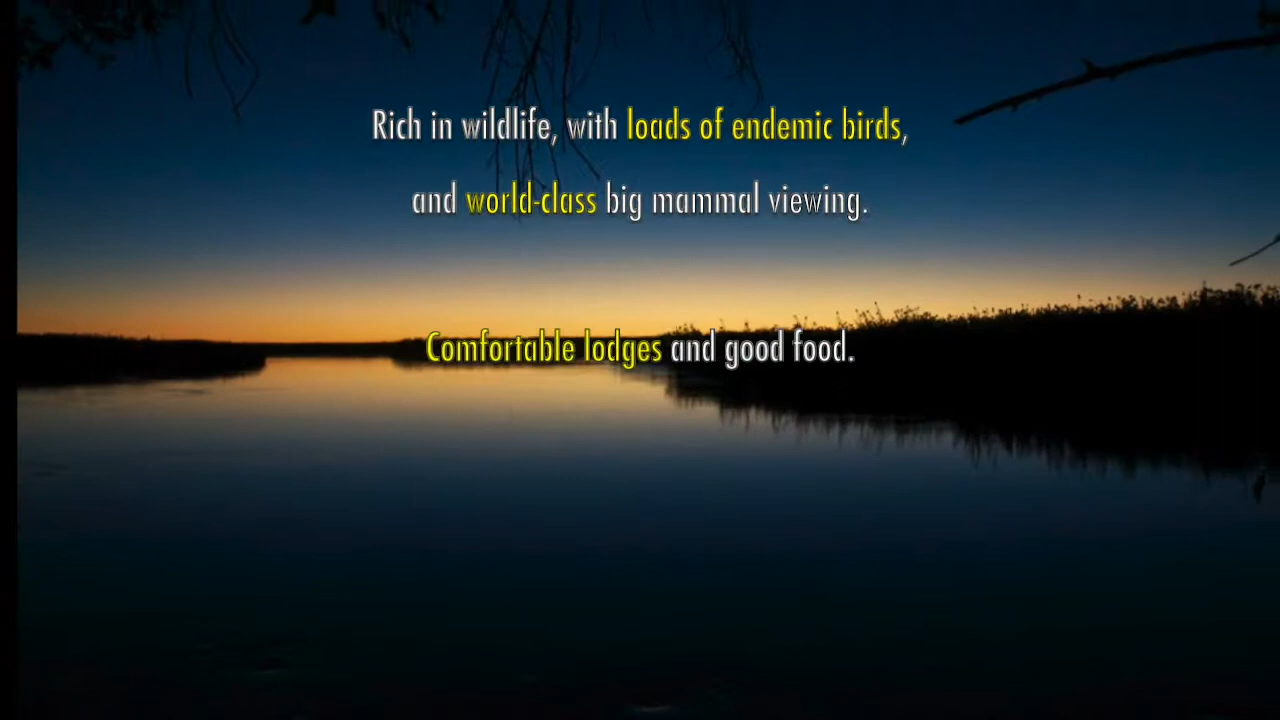 Rich in wildlife, with loads of endemic birds,
and world-class big mammal viewing.
Comfortable lodges and good food.